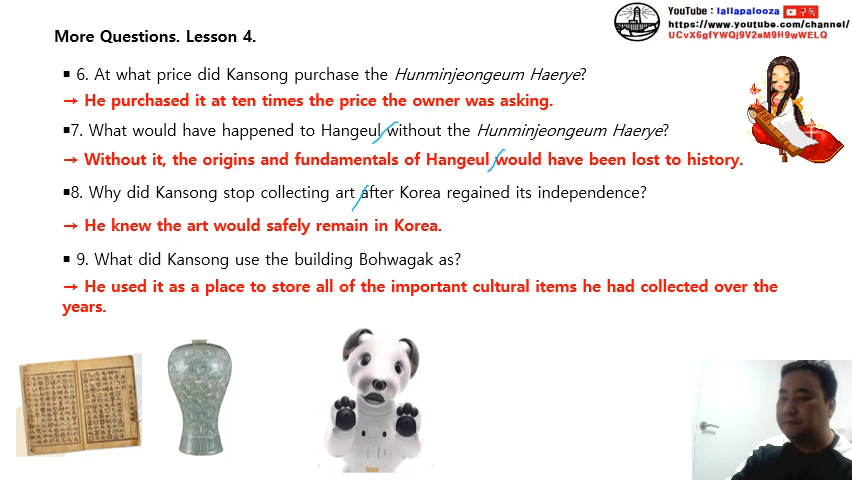 YouTube : lallapalooza 구독
https://www.youtube.com/channel/
UCvX6gfYWQj9V2eM9H9wWELQ
More Questions. Lesson 4.
▪ 6. At what price did Kansong purchase the Hunminjeongeum Haerye?
→ He purchased it at ten times the price the owner was asking.
▪7. What would have happened to Hangeul without the Hunminjeongeum Haerye?
→ Without it, the origins and fundamentals of Hangeul would have been lost to history.
▪8. Why did Kansong stop collecting art after Korea regained its independence?
→ He knew the art would safely remain in Korea.
▪ 9. What did Kansong use the building Bohwagak as?
→ He used it as a place to store all of the important cultural items he had collected over the
years.